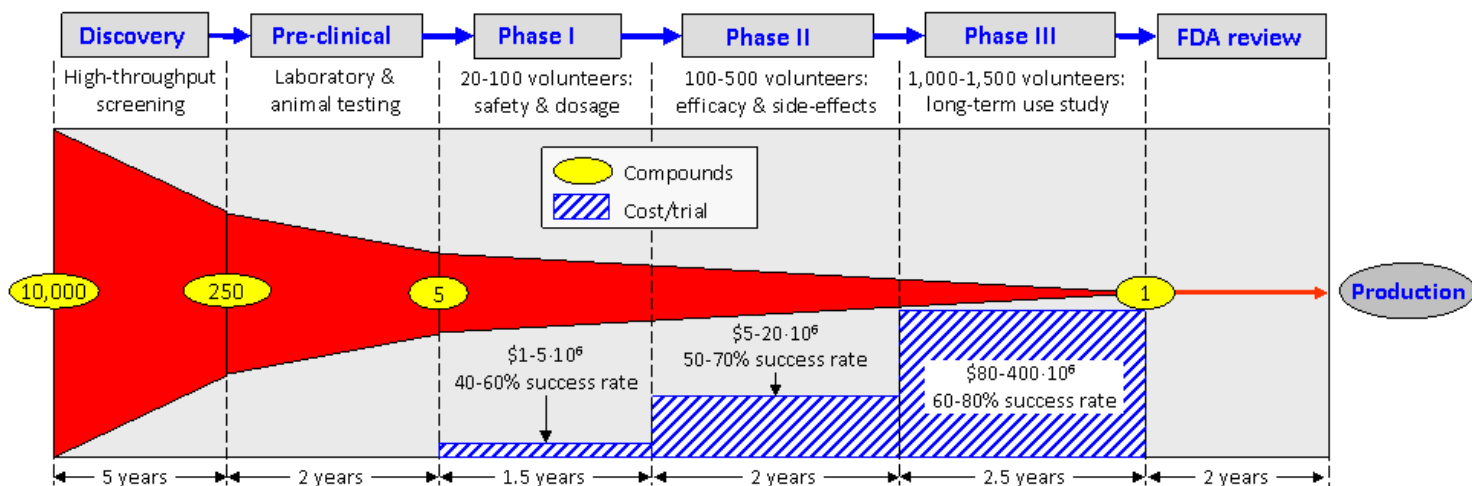 Discovery
Pre-clinical
Phase I
Phase II
Phase III
FDA review
High-throughput
screening
Laboratory &
animal testing
20-100 volunteers:
safety & dosage
100-500 volunteers:
efficacy & side-effects
1,000-1,500 volunteers:
long-term use study
Compounds
Cost/trial
10,000
250
5
1
Production
$1-5·10⁶
40-60% success rate
$5-20·10⁶
50-70% success rate
$80-400·10⁶
60-80% success rate
5 years
2 years
1.5 years
2 years
2.5 years
2 years